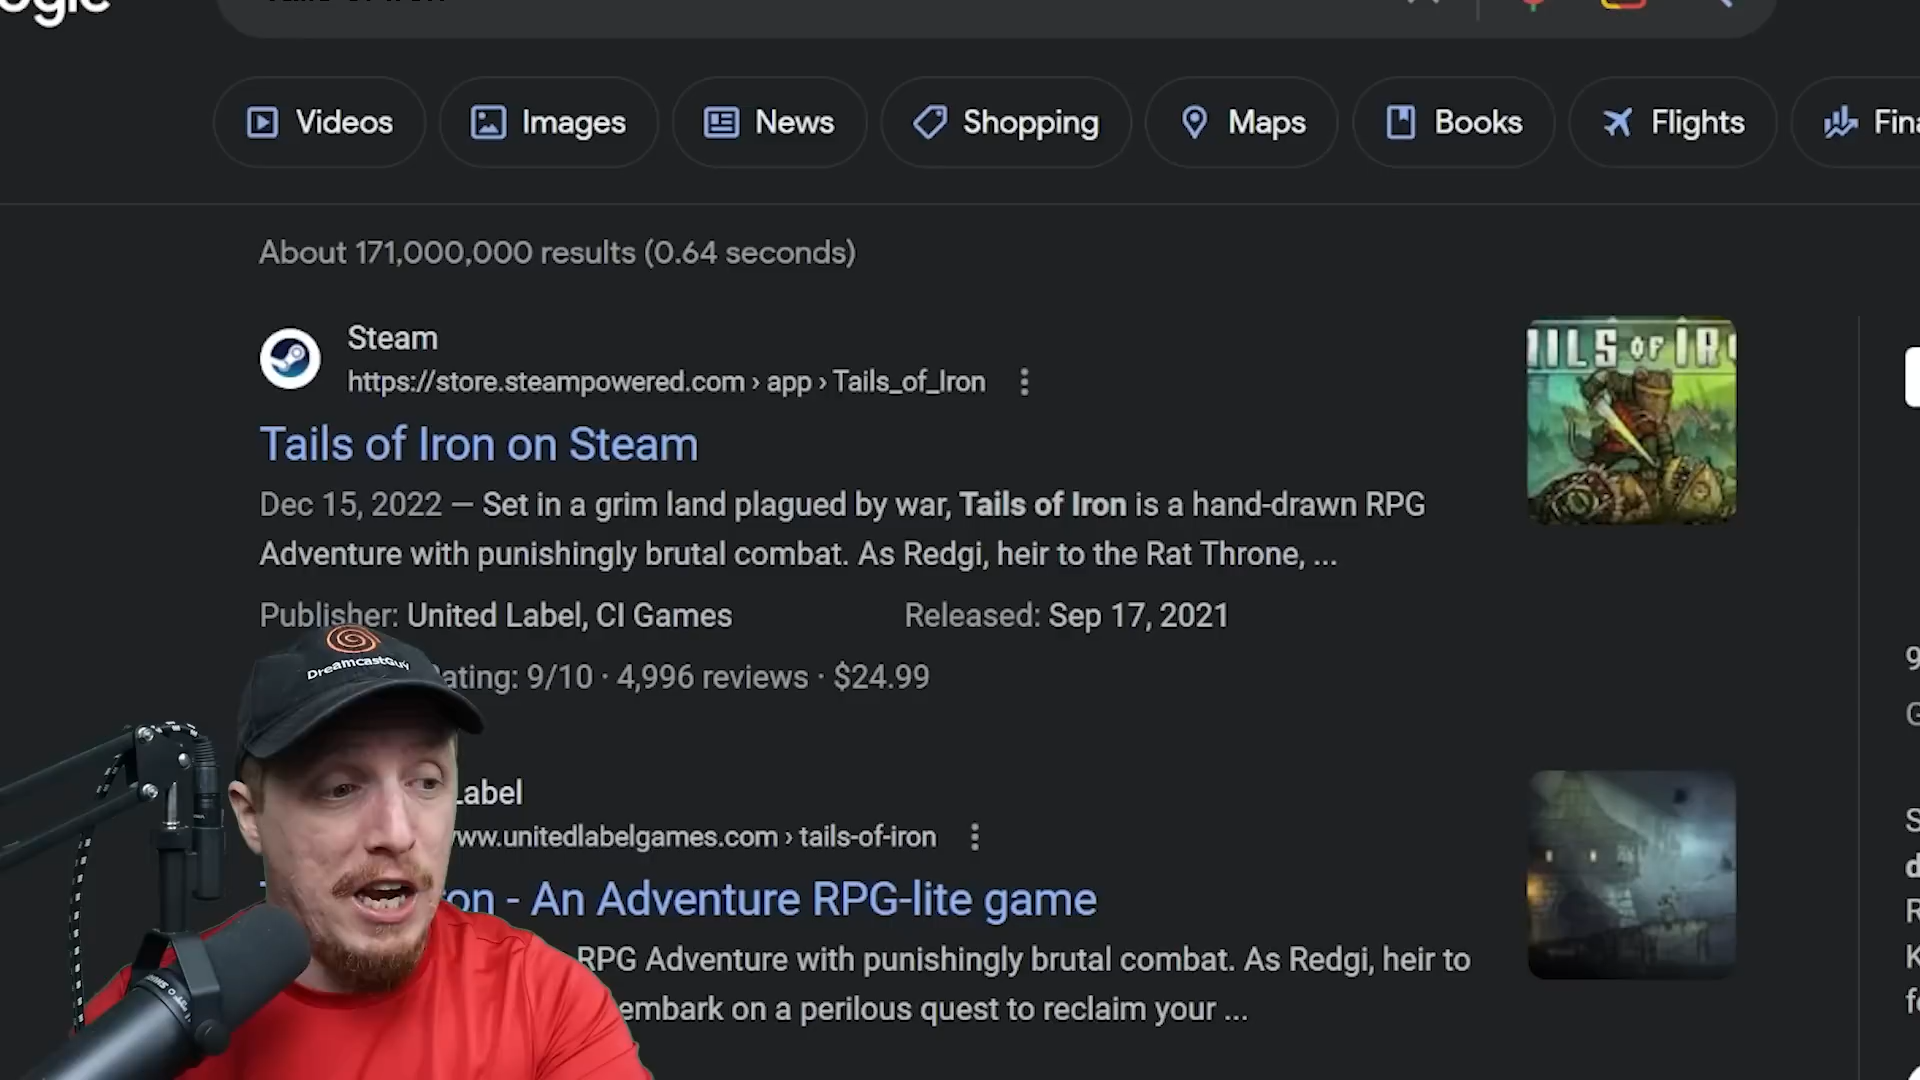 Videos
Images
News
Shopping
Maps
Books
Flights
About 171,000,000 results (0.64 seconds)
Steam
https://store.steampowered.com › app › Tails_of_Iron
Tails of Iron on Steam
Dec 15, 2022 — Set in a grim land plagued by war, Tails of Iron is a hand-drawn RPG
Adventure with punishingly brutal combat. As Redgi, heir to the Rat Throne, ...
Publisher: United Label, CI Games Released: Sep 17, 2021
9/10 · 4,996 reviews · $24.99
DreamcastGuy
Label
www.unitedlabelgames.com › tails-of-iron
- An Adventure RPG-lite game
RPG Adventure with punishingly brutal combat. As Redgi, heir to
embark on a perilous quest to reclaim your ...